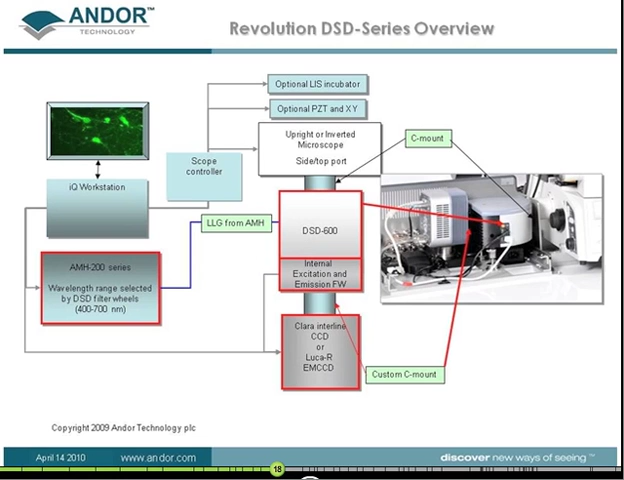 ANDOR™
TECHNOLOGY
Revolution DSD-Series Overview
Optional LIS incubator
Optional PZT and XY
Upright or Inverted
Microscope
Side/top port
C-mount
Scope
controller
iQ Workstation
LLG from AMH
DSD-600
Internal
Excitation and
Emission FW
AMH-200 series
Wavelength range selected
by DSD filter wheels
(400-700 nm)
Clara interline
CCD
or
Luca-R
EMCCD
Custom C-mount
Copyright 2009 Andor Technology plc
April 14 2010
www.andor.com
discover new ways of seeing™
18